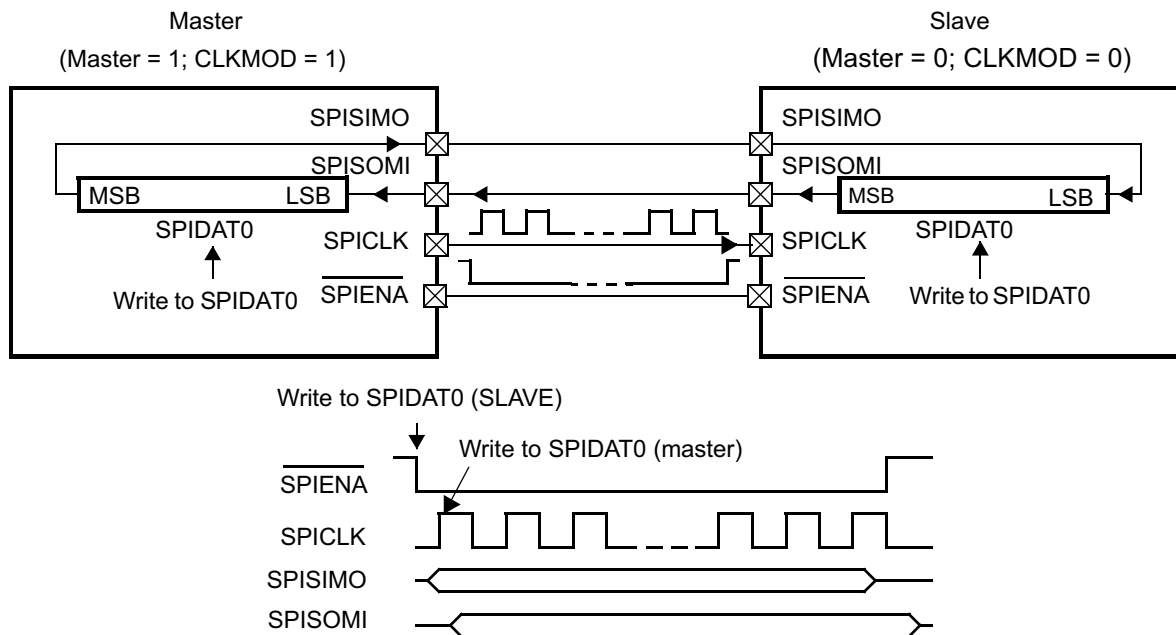 Master
(Master = 1; CLKMOD = 1)
Slave
(Master = 0; CLKMOD = 0)
SPISIMO
SPISIMO
SPISOMI
SPISOMI
MSB LSB
MSB LSB
SPIDAT0
SPICLK
SPICLK
SPIDAT0
Write to SPIDAT0
SPIENA
SPIENA
Write to SPIDAT0
Write to SPIDAT0 (SLAVE)
Write to SPIDAT0 (master)
SPIENA
SPICLK
SPISIMO
SPISOMI